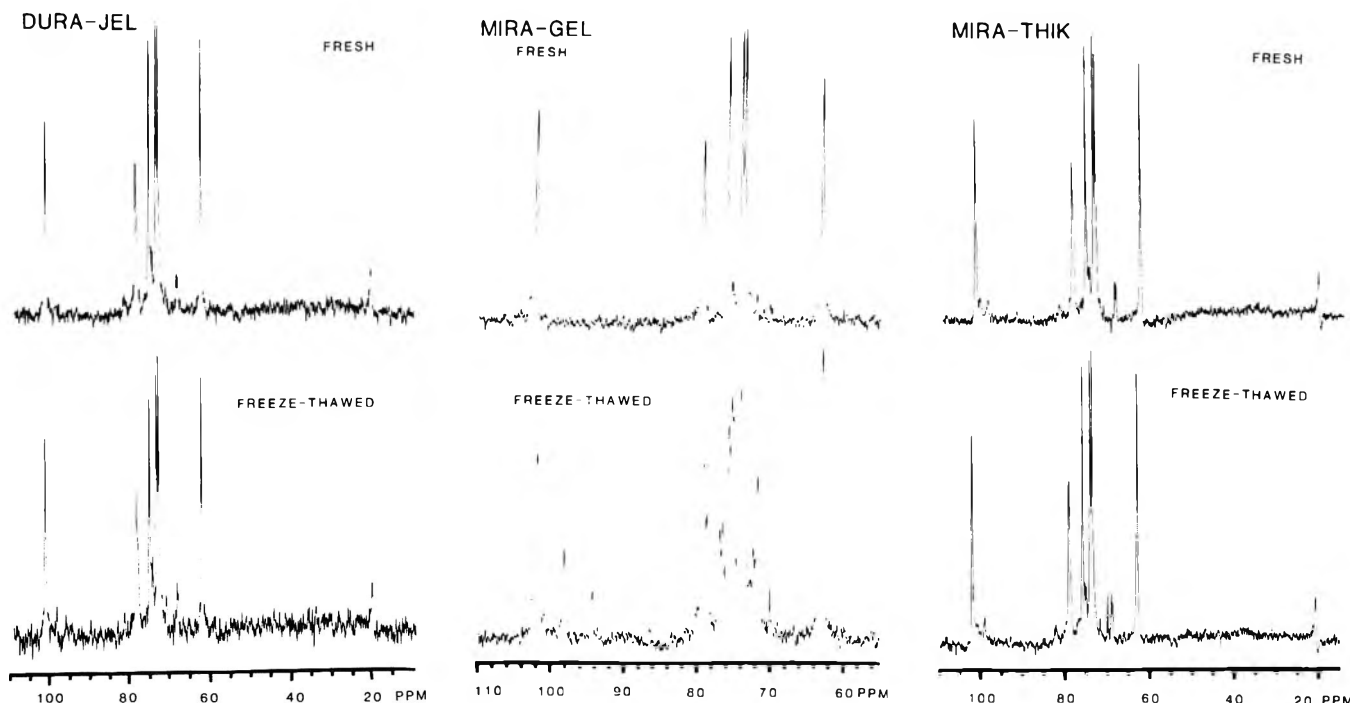 DURA-JEL
FRESH
FREEZE-THAWED
100 80 60 40 20 PPM
MIRA-GEL
FRESH
FREEZE-THAWED
110 100 90 80 70 60 PPM
MIRA-THIK
FRESH
FREEZE-THAWED
100 80 60 40 20 PPM